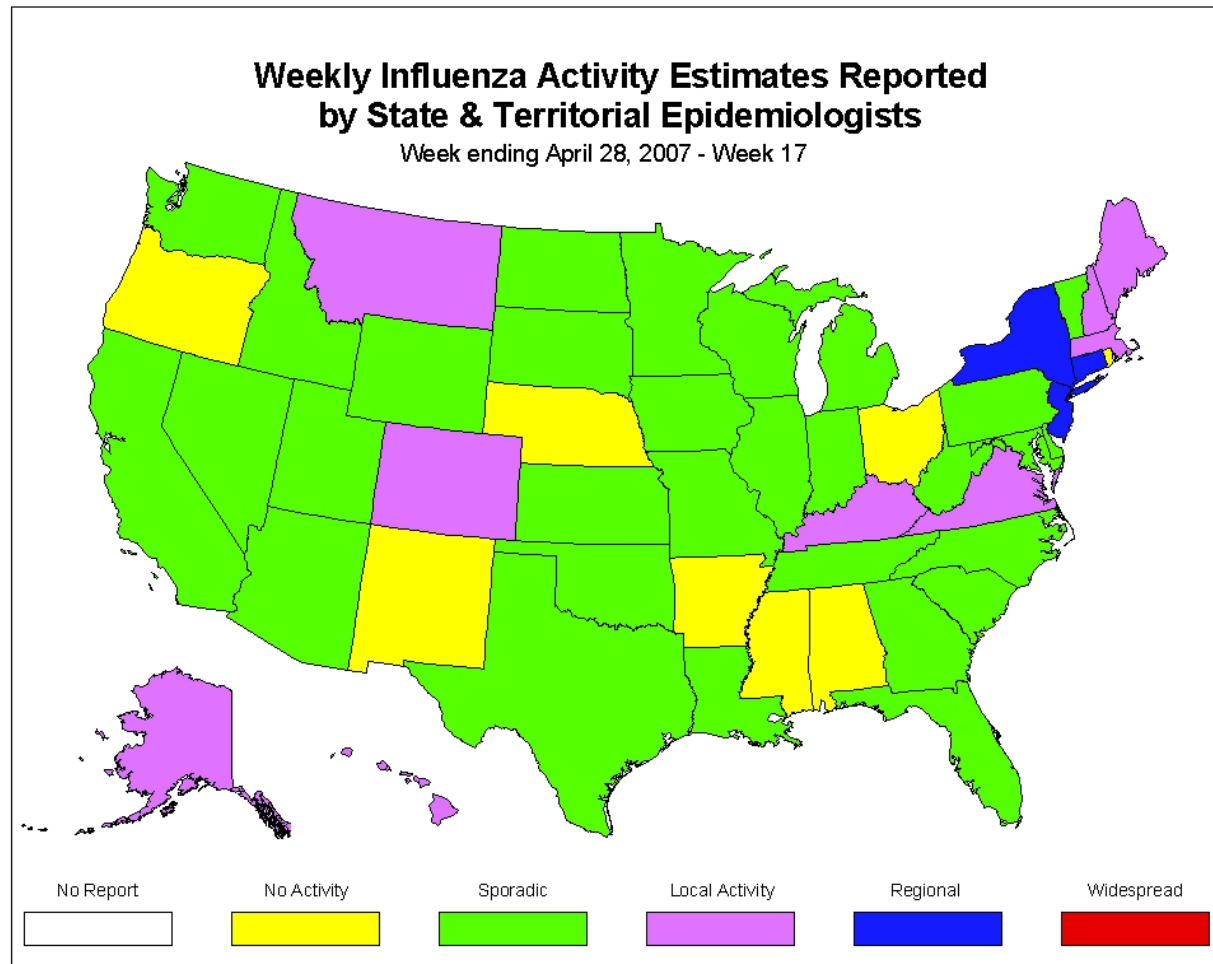 Weekly Influenza Activity Estimates Reported
by State & Territorial Epidemiologists
Week ending April 28, 2007 - Week 17
No Report
No Activity
Sporadic
Local Activity
Regional
Widespread